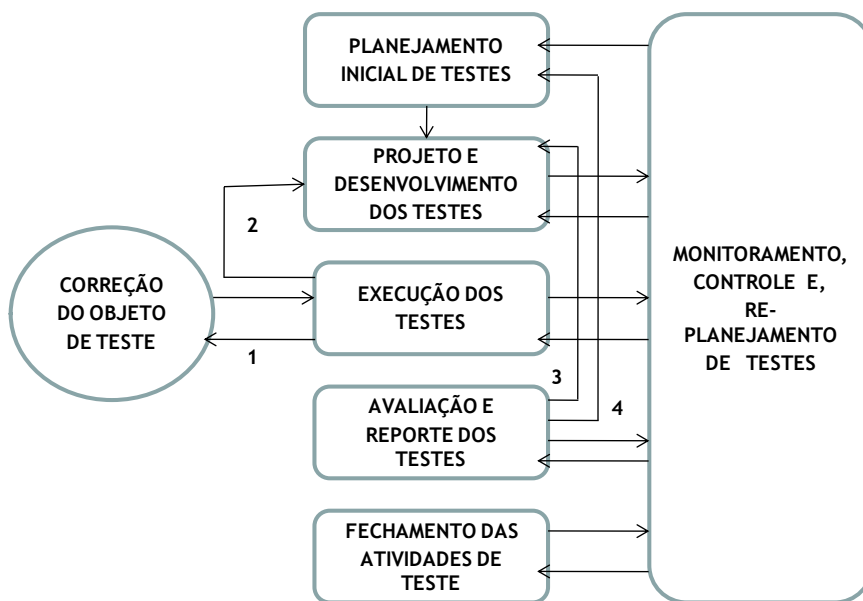 PLANEJAMENTO
INICIAL DE TESTES
PROJETO E
DESENVOLVIMENTO
DOS TESTES
2
CORREÇÃO
DO OBJETO
DE TESTE
EXECUÇÃO DOS
TESTES
1
3
AVALIAÇÃO E
REPORTE DOS
TESTES
4
FECHAMENTO DAS
ATIVIDADES DE
TESTE
MONITORAMENTO,
CONTROLE E,
RE-
PLANEJAMENTO
DE TESTES